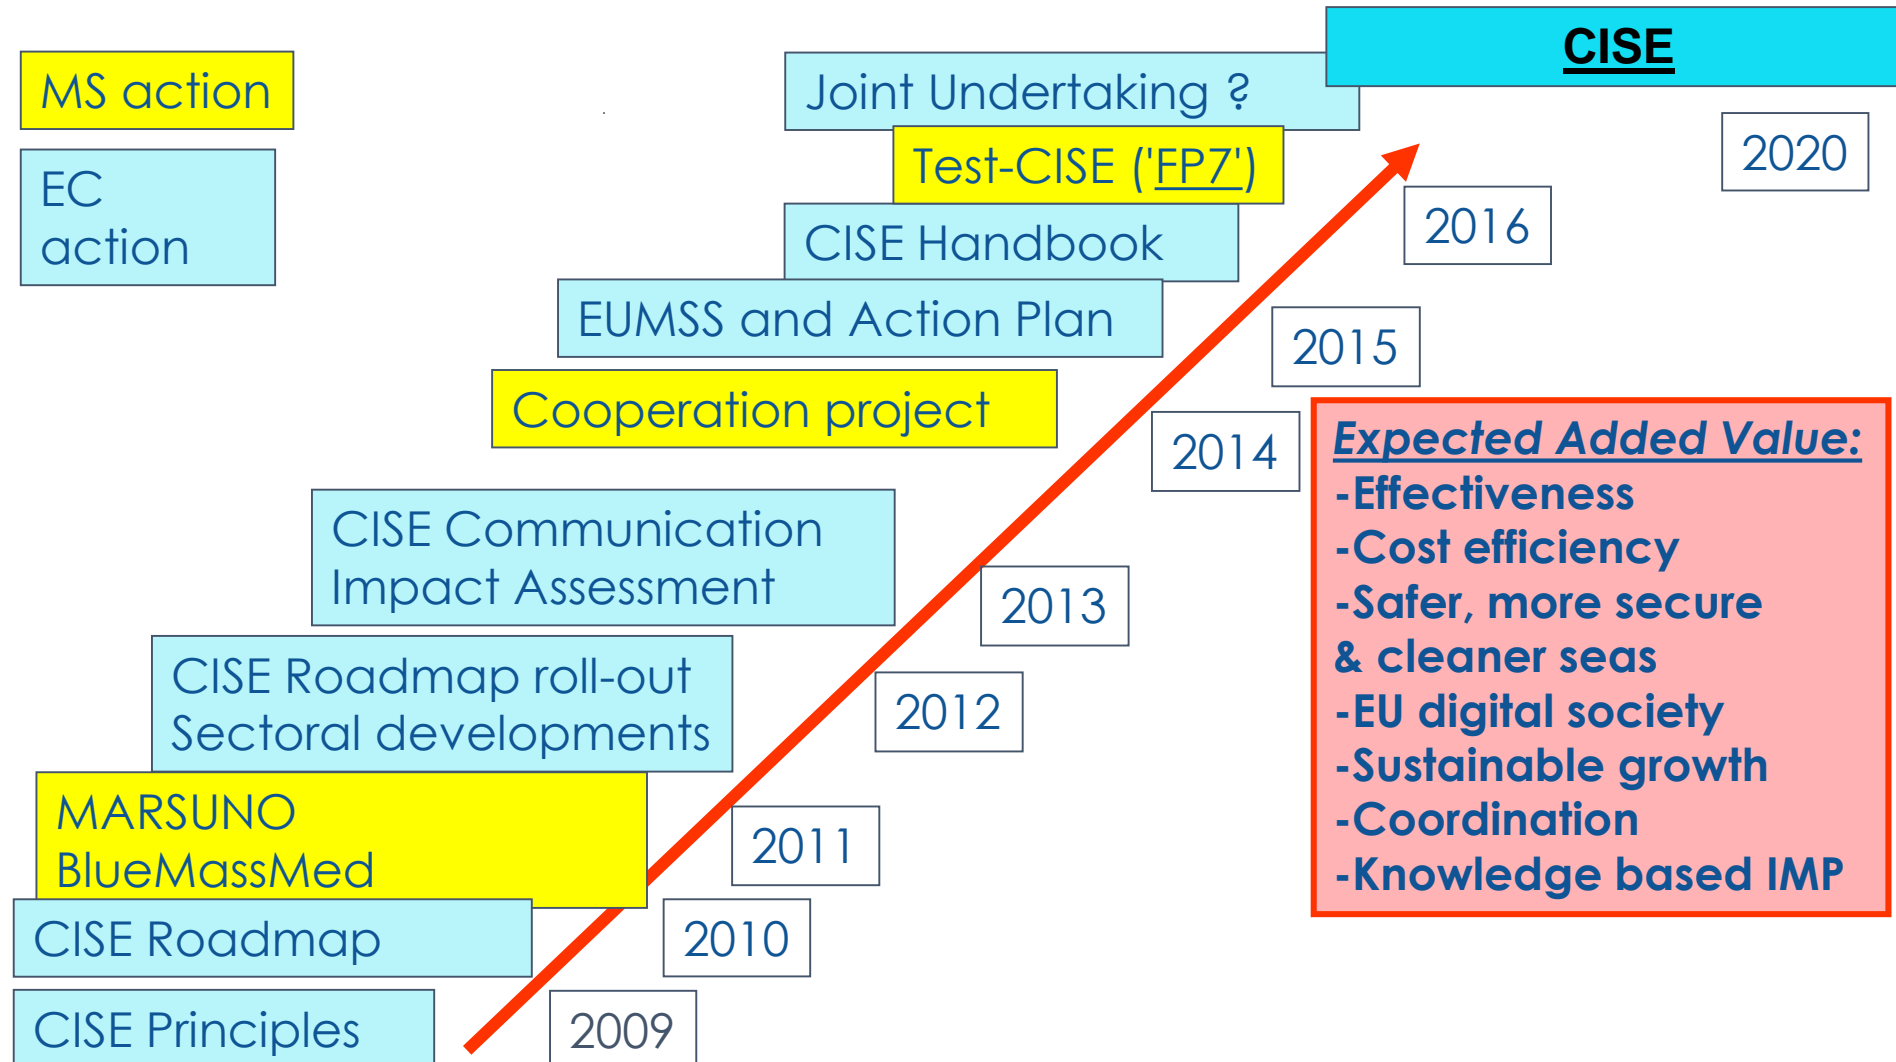 CISE
MS action
Joint Undertaking ?
2020
Test-CISE ('FP7')
EC
action
2016
CISE Handbook
EUMSS and Action Plan
2015
Cooperation project
2014
Expected Added Value:
-Effectiveness
-Cost efficiency
-Safer, more secure
& cleaner seas
-EU digital society
-Sustainable growth
-Coordination
-Knowledge based IMP
CISE Communication
Impact Assessment
2013
CISE Roadmap roll-out
Sectoral developments
2012
MARSUNO
BlueMassMed
2011
CISE Roadmap
2010
CISE Principles
2009